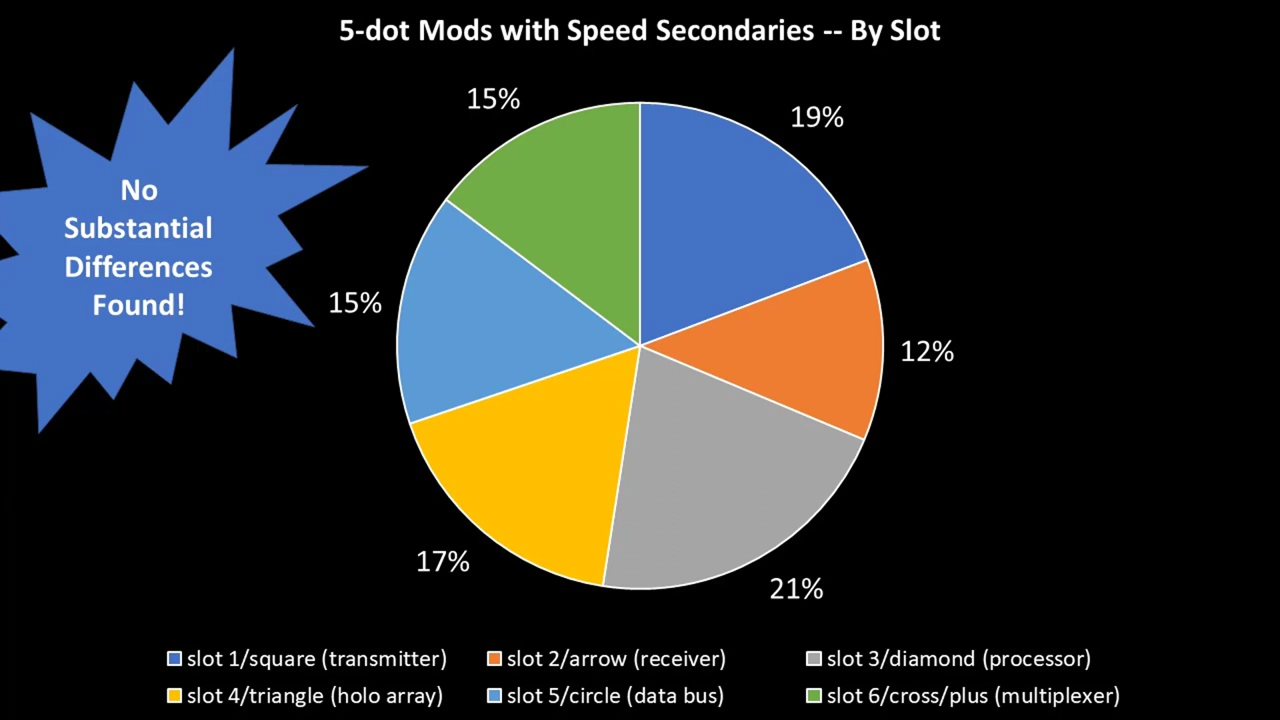 5-dot Mods with Speed Secondaries -- By Slot
No
Substantial
Differences
Found!
15%
19%
15%
12%
17%
21%
slot 1/square (transmitter)
slot 2/arrow (receiver)
slot 3/diamond (processor)
slot 4/triangle (holo array)
slot 5/circle (data bus)
slot 6/cross/plus (multiplexer)